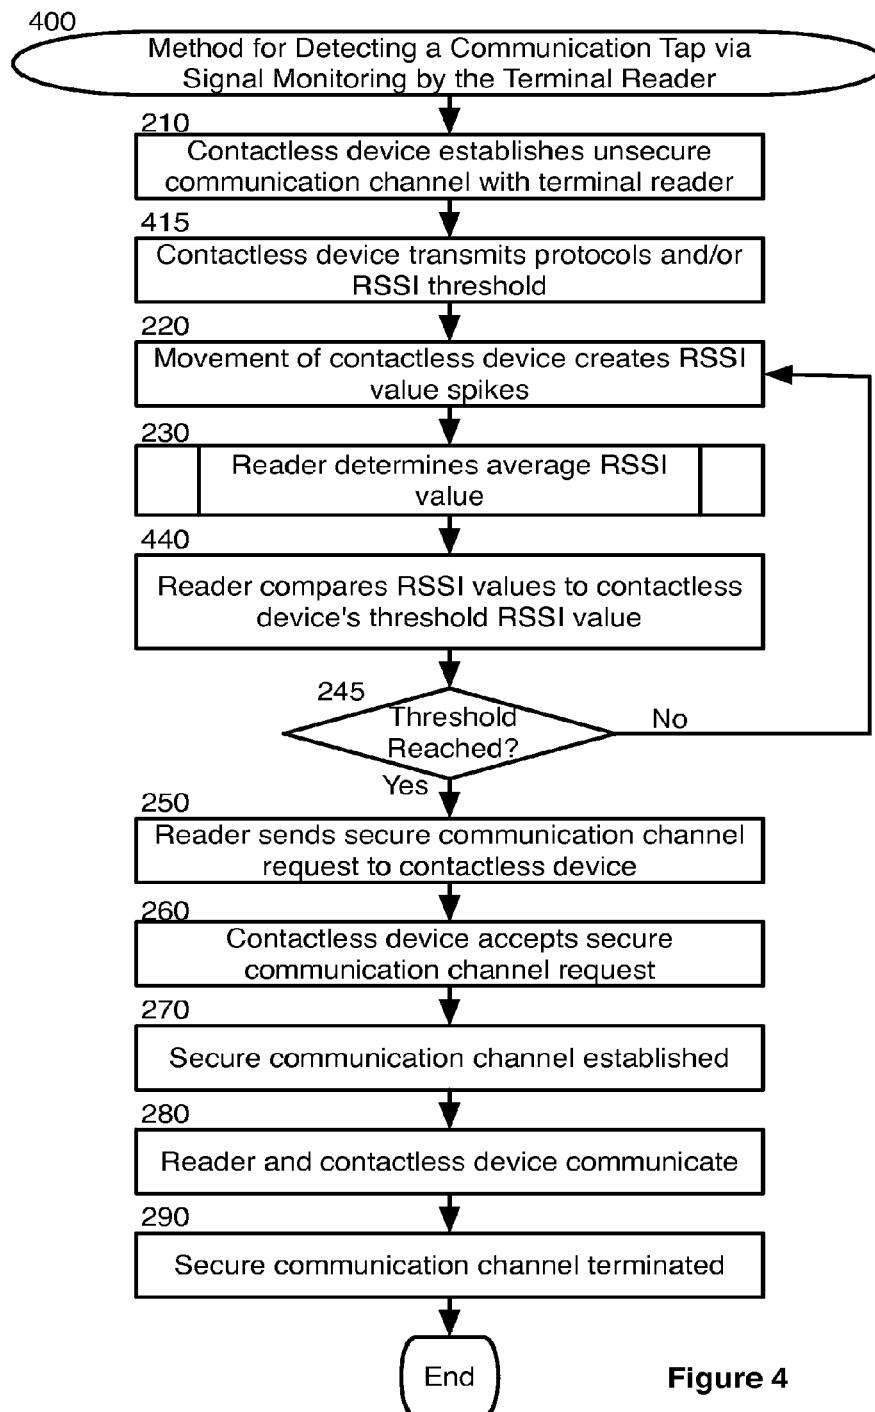 400
Method for Detecting a Communication Tap via
Signal Monitoring by the Terminal Reader
210
Contactless device establishes unsecure
communication channel with terminal reader
415
Contactless device transmits protocols and/or
RSSI threshold
220
Movement of contactless device creates RSSI
value spikes
230
Reader determines average RSSI
value
440
Reader compares RSSI values to contactless
device's threshold RSSI value
245
Threshold
Reached?
No
Yes
250
Reader sends secure communication channel
request to contactless device
260
Contactless device accepts secure
communication channel request
270
Secure communication channel established
280
Reader and contactless device communicate
290
Secure communication channel terminated
End
Figure 4